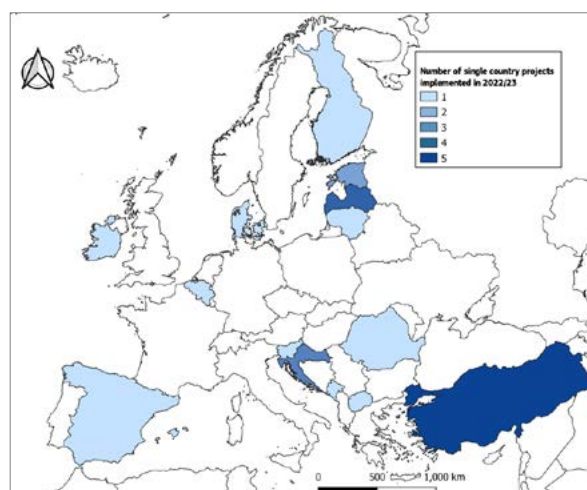 Number of single country projects
implemented in 2022/23
1
2
3
4
5
0 500 1,000 km